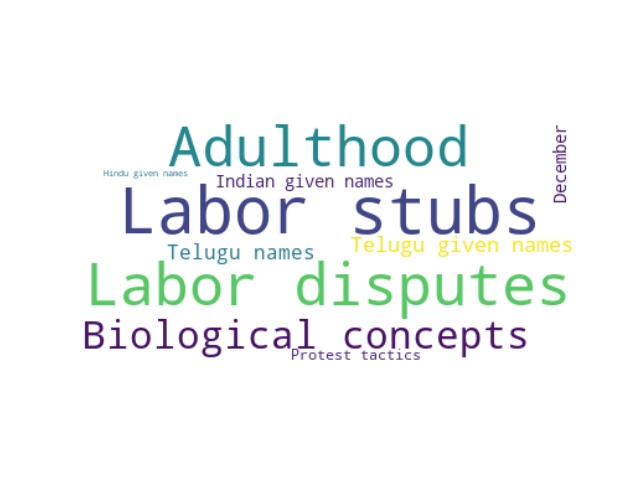 Adulthood
December
Hindu given names
Indian given names
Labor stubs
Telugu given names
Telugu names
Labor disputes
Biological concepts
Protest tactics